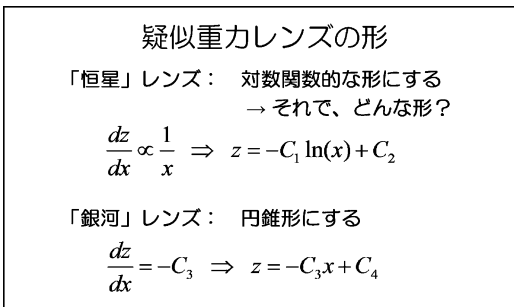 疑似重力レンズの形
「恒星」レンズ： 対数関数的な形にする
→ それで、どんな形？
dz/dx ∝ 1/x ⇒ z = −C₁ ln(x) + C₂
「銀河」レンズ： 円錐形にする
dz/dx = −C₃ ⇒ z = −C₃x + C₄